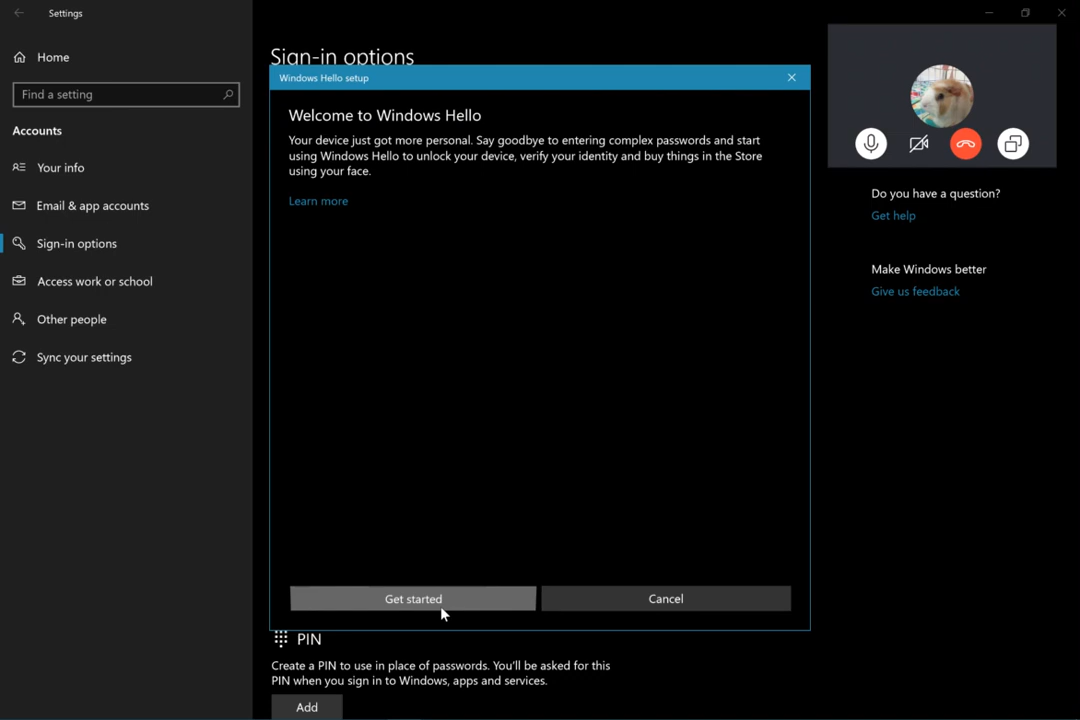 Settings
Home
Find a setting
Accounts
Your info
Email & app accounts
Sign-in options
Access work or school
Other people
Sync your settings
Sign-in options
Windows Hello setup
Welcome to Windows Hello
Your device just got more personal. Say goodbye to entering complex passwords and start
using Windows Hello to unlock your device, verify your identity and buy things in the Store
using your face.
Learn more
Get started
Cancel
PIN
Create a PIN to use in place of passwords. You'll be asked for this
PIN when you sign in to Windows, apps and services.
Add
Do you have a question?
Get help
Make Windows better
Give us feedback